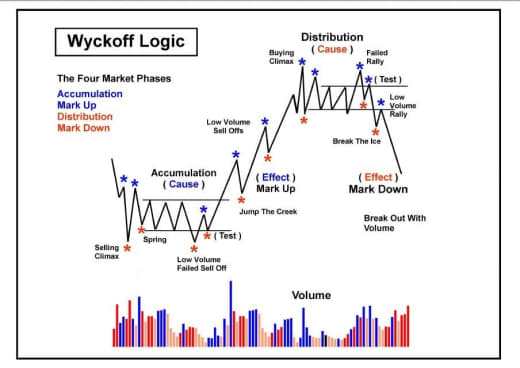 Wyckoff Logic
The Four Market Phases
Accumulation
Mark Up
Distribution
Mark Down
Distribution
( Cause )
Buying
Climax
Failed
Rally
( Test )
Low
Volume
Rally
Break The Ice
Low Volume
Sell Offs
Accumulation
( Cause )
( Effect )
Mark Up
( Effect )
Mark Down
Jump The Creek
Break Out With
Volume
Spring
( Test )
Selling
Climax
Low Volume
Failed Sell Off
Volume